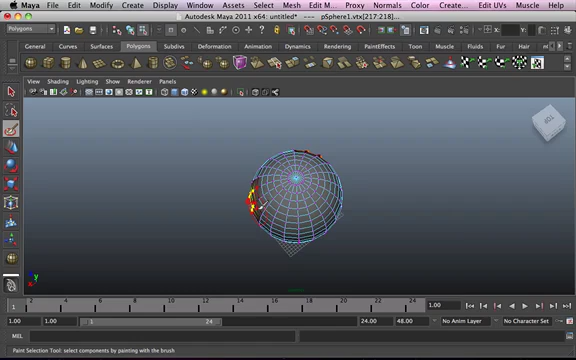 Maya File Edit Modify Create Display Window Assets Select Mesh Edit Mesh Proxy Normals Color Create UVs Edit UVs Muscle Help
Autodesk Maya 2011 x64: untitled* --- pSphere1.vtx[217:218]...
Polygons
X: Y:
General Curves Surfaces Polygons Subdivs Deformation Animation Dynamics Rendering PaintEffects Toon Muscle Fluids Fur Hair
View Shading Lighting Show Renderer Panels
TOP
y
x
1 2 4 6 8 10 12 14 16 18 20 22 24 1.00
1.00 1.00 1 24 24.00 48.00 No Anim Layer No Character Set
MEL
Paint Selection Tool: select components by painting with the brush